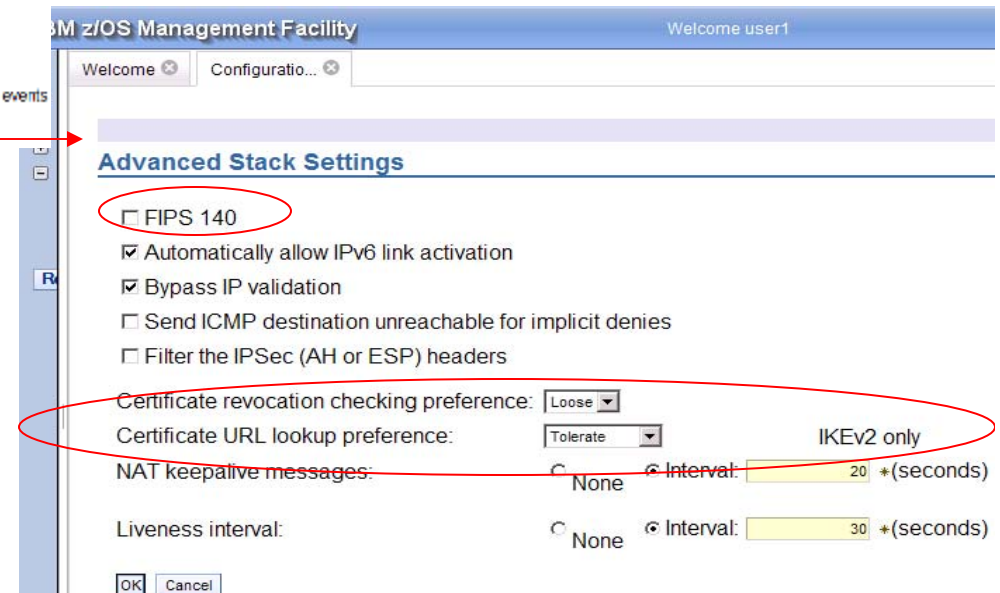 M z/OS Management Facility Welcome user1
Welcome Configuratio...
events
Advanced Stack Settings
FIPS 140
Automatically allow IPv6 link activation
Bypass IP validation
Send ICMP destination unreachable for implicit denies
Filter the IPSec (AH or ESP) headers
Certificate revocation checking preference: Loose
Certificate URL lookup preference: Tolerate IKEv2 only
NAT keepalive messages: None Interval: 20 *(seconds)
Liveness interval: None Interval: 30 *(seconds)
OK Cancel